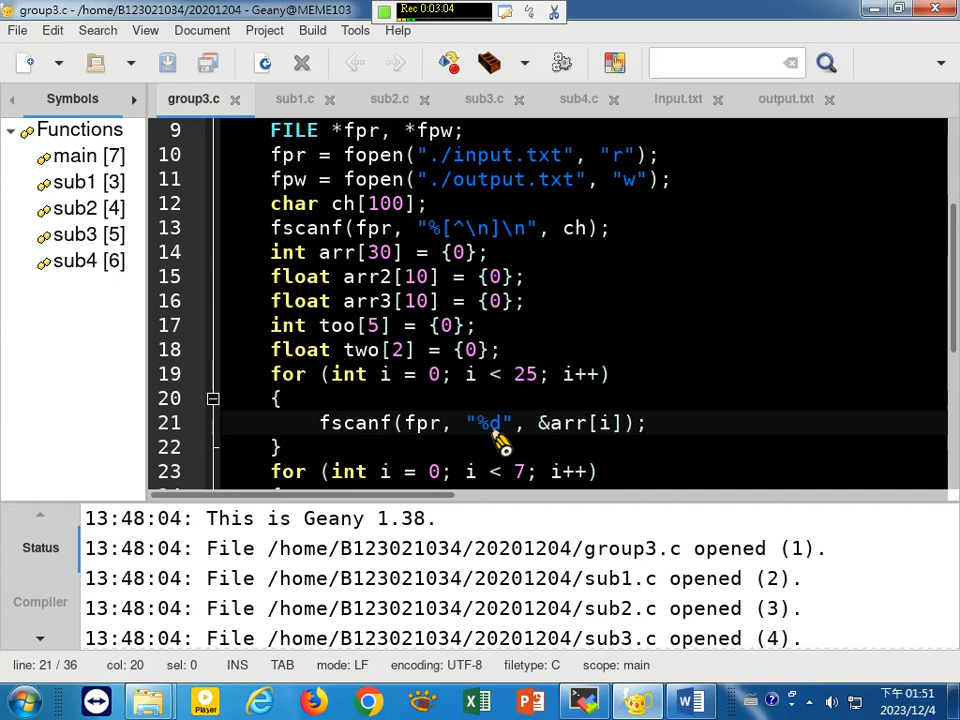 group3.c - /home/B123021034/20201204 - Geany@MEME103
Rec 0:03:04
File Edit Search View Document Project Build Tools Help
Symbols group3.c sub1.c sub2.c sub3.c sub4.c input.txt output.txt
Functions
main [7]
sub1 [3]
sub2 [4]
sub3 [5]
sub4 [6]
9 FILE *fpr, *fpw;
10 fpr = fopen("./input.txt", "r");
11 fpw = fopen("./output.txt", "w");
12 char ch[100];
13 fscanf(fpr, "%[^\n]\n", ch);
14 int arr[30] = {0};
15 float arr2[10] = {0};
16 float arr3[10] = {0};
17 int too[5] = {0};
18 float two[2] = {0};
19 for (int i = 0; i < 25; i++)
20 {
21 fscanf(fpr, "%d", &arr[i]);
22 }
23 for (int i = 0; i < 7; i++)
Status
Compiler
13:48:04: This is Geany 1.38.
13:48:04: File /home/B123021034/20201204/group3.c opened (1).
13:48:04: File /home/B123021034/20201204/sub1.c opened (2).
13:48:04: File /home/B123021034/20201204/sub2.c opened (3).
13:48:04: File /home/B123021034/20201204/sub3.c opened (4).
line: 21 / 36 col: 20 sel: 0 INS TAB mode: LF encoding: UTF-8 filetype: C scope: main
Player
下午 01:51
2023/12/4